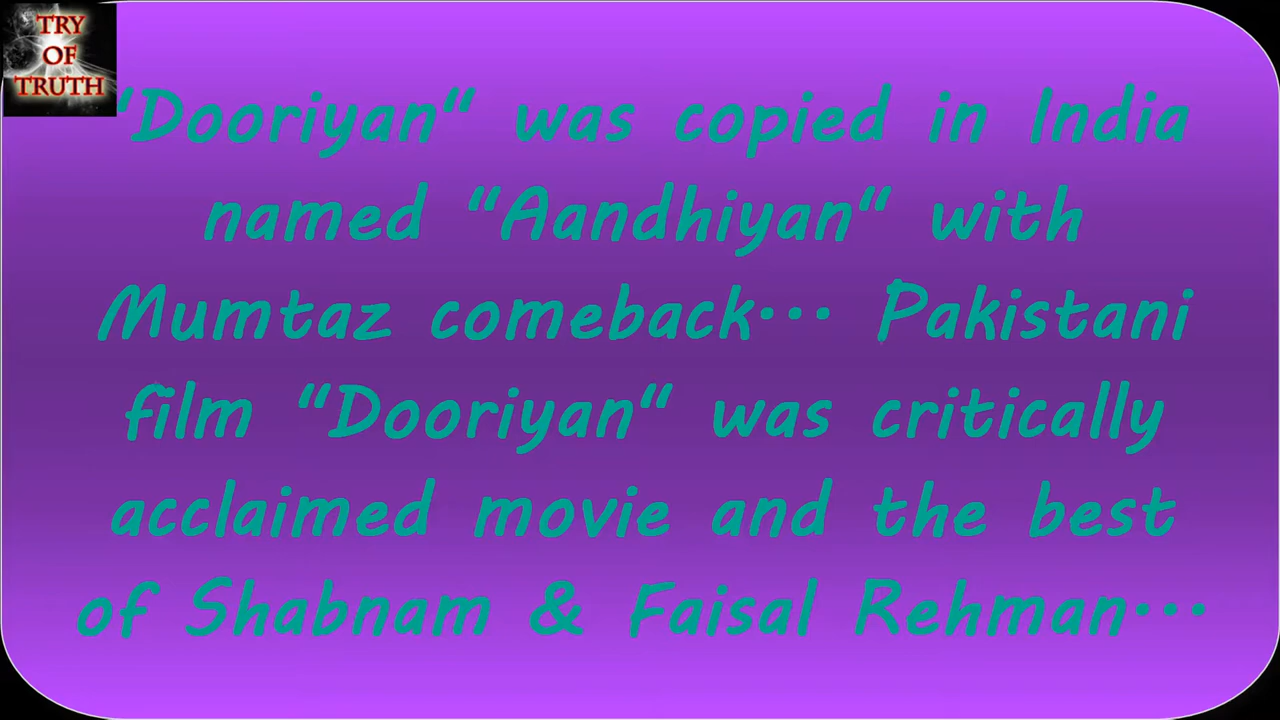 TRY
OF
TRUTH
“Dooriyan“ was copied in India
named “Aandhiyan“ with
Mumtaz comeback... Pakistani
film “Dooriyan“ was critically
acclaimed movie and the best
of Shabnam & Faisal Rehman...